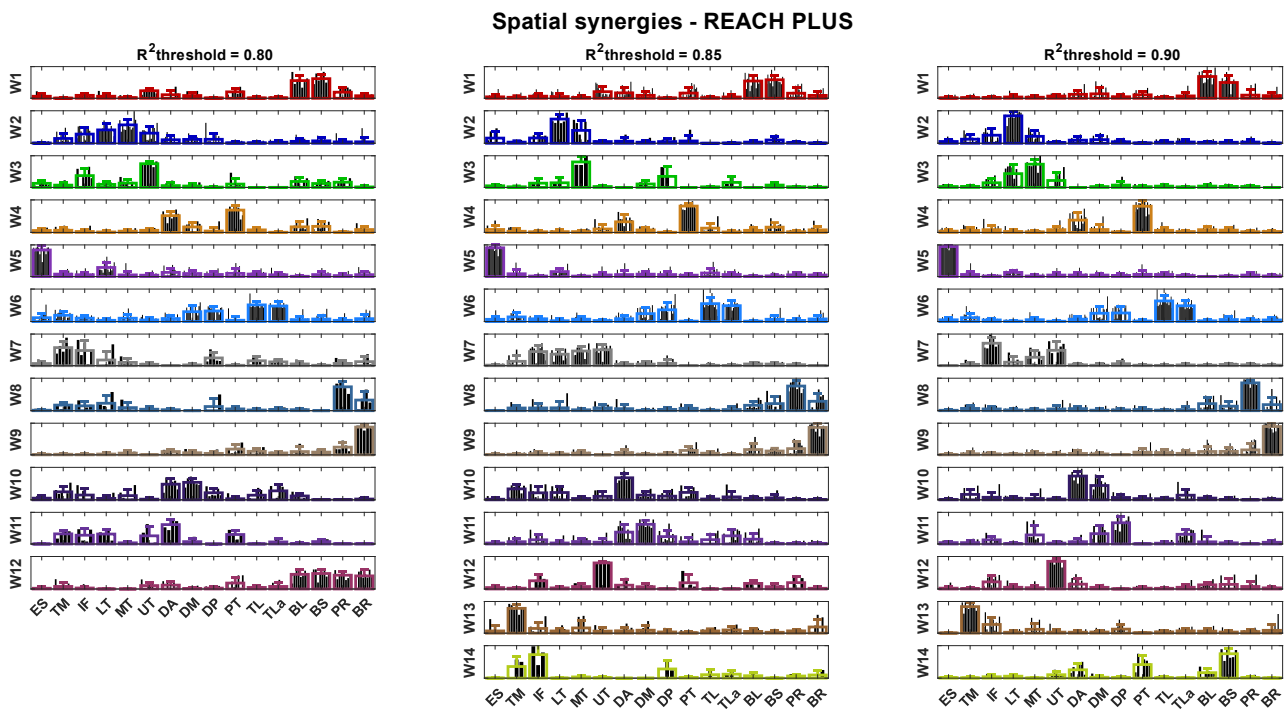 Spatial synergies - REACH PLUS
R²threshold = 0.80
W1
W2
W3
W4
W5
W6
W7
W8
W9
W10
W11
W12
ES TM IF LT MT UT DA DM DP PT TL TLa BL BS PR BR
R²threshold = 0.85
W1
W2
W3
W4
W5
W6
W7
W8
W9
W10
W11
W12
W13
W14
ES TM IF LT MT UT DA DM DP PT TL TLa BL BS PR BR
R²threshold = 0.90
W1
W2
W3
W4
W5
W6
W7
W8
W9
W10
W11
W12
W13
W14
ES TM IF LT MT UT DA DM DP PT TL TLa BL BS PR BR